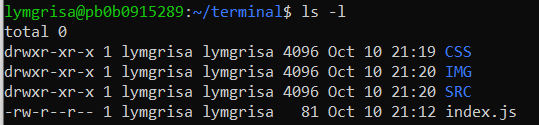 lymgrisa@pb0b0915289:~/terminal$ ls -l
total 0
drwxr-xr-x 1 lymgrisa lymgrisa 4096 Oct 10 21:19 CSS
drwxr-xr-x 1 lymgrisa lymgrisa 4096 Oct 10 21:20 IMG
drwxr-xr-x 1 lymgrisa lymgrisa 4096 Oct 10 21:20 SRC
-rw-r--r-- 1 lymgrisa lymgrisa   81 Oct 10 21:12 index.js